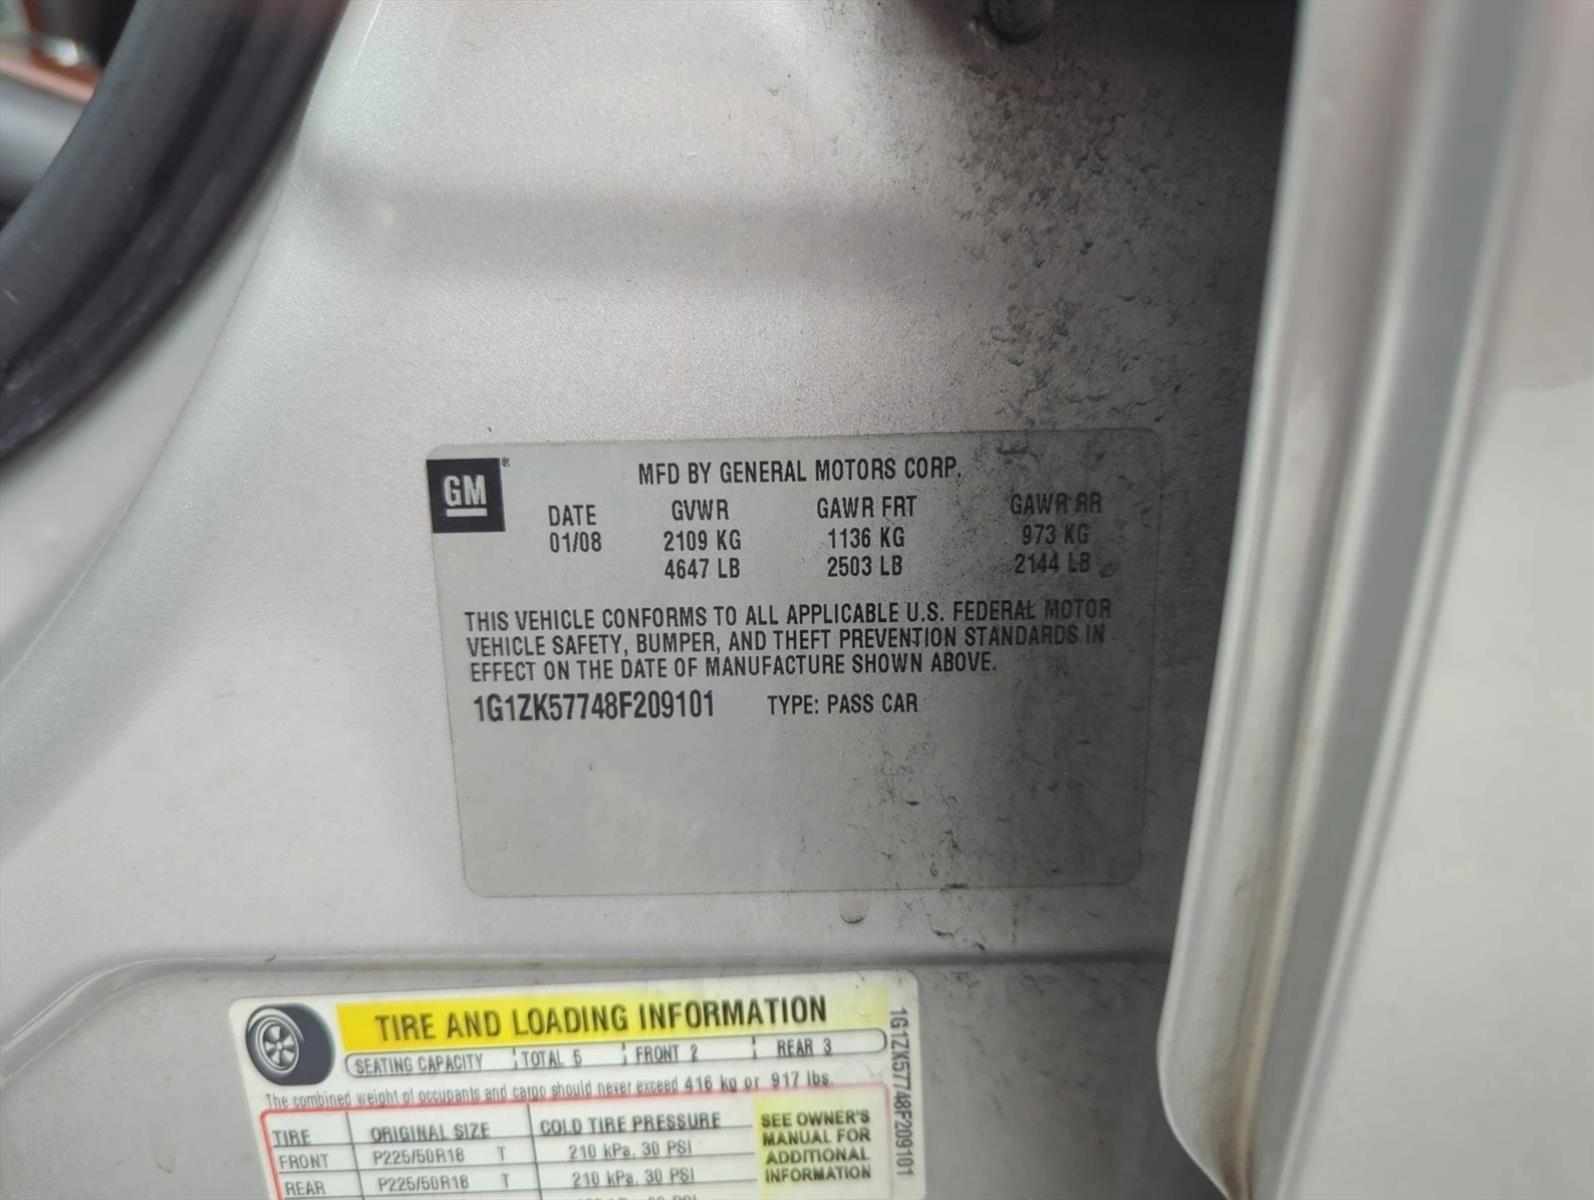 GM ®
MFD BY GENERAL MOTORS CORP.
DATE GVWR GAWR FRT GAWR RR
01/08 2109 KG 1136 KG 973 KG
4647 LB 2503 LB 2144 LB
THIS VEHICLE CONFORMS TO ALL APPLICABLE U.S. FEDERAL MOTOR
VEHICLE SAFETY, BUMPER, AND THEFT PREVENTION STANDARDS IN
EFFECT ON THE DATE OF MANUFACTURE SHOWN ABOVE.
1G1ZK57748F209101 TYPE: PASS CAR
TIRE AND LOADING INFORMATION
SEATING CAPACITY TOTAL 5 FRONT 2 REAR 3
The combined weight of occupants and cargo should never exceed 416 kg or 917 lbs.
TIRE ORIGINAL SIZE COLD TIRE PRESSURE
FRONT P225/50R18 T 210 kPa, 30 PSI
REAR P225/50R18 T 210 kPa, 30 PSI
SEE OWNER'S
MANUAL FOR
ADDITIONAL
INFORMATION
1G1ZK57748F209101